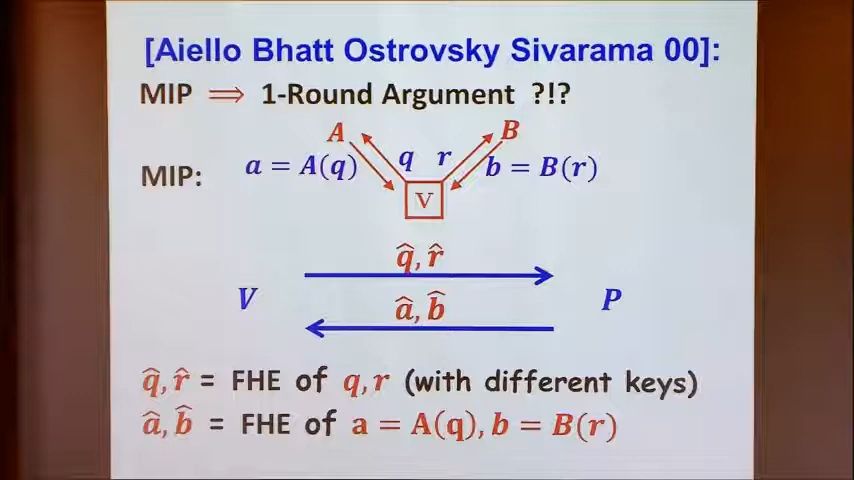 [Aiello Bhatt Ostrovsky Sivarama 00]:
MIP ⟹ 1-Round Argument ?!?
A B
MIP: a = A(q) q r b = B(r)
V
q̂, r̂
V P
â, b̂
q̂, r̂ = FHE of q, r (with different keys)
â, b̂ = FHE of a = A(q), b = B(r)